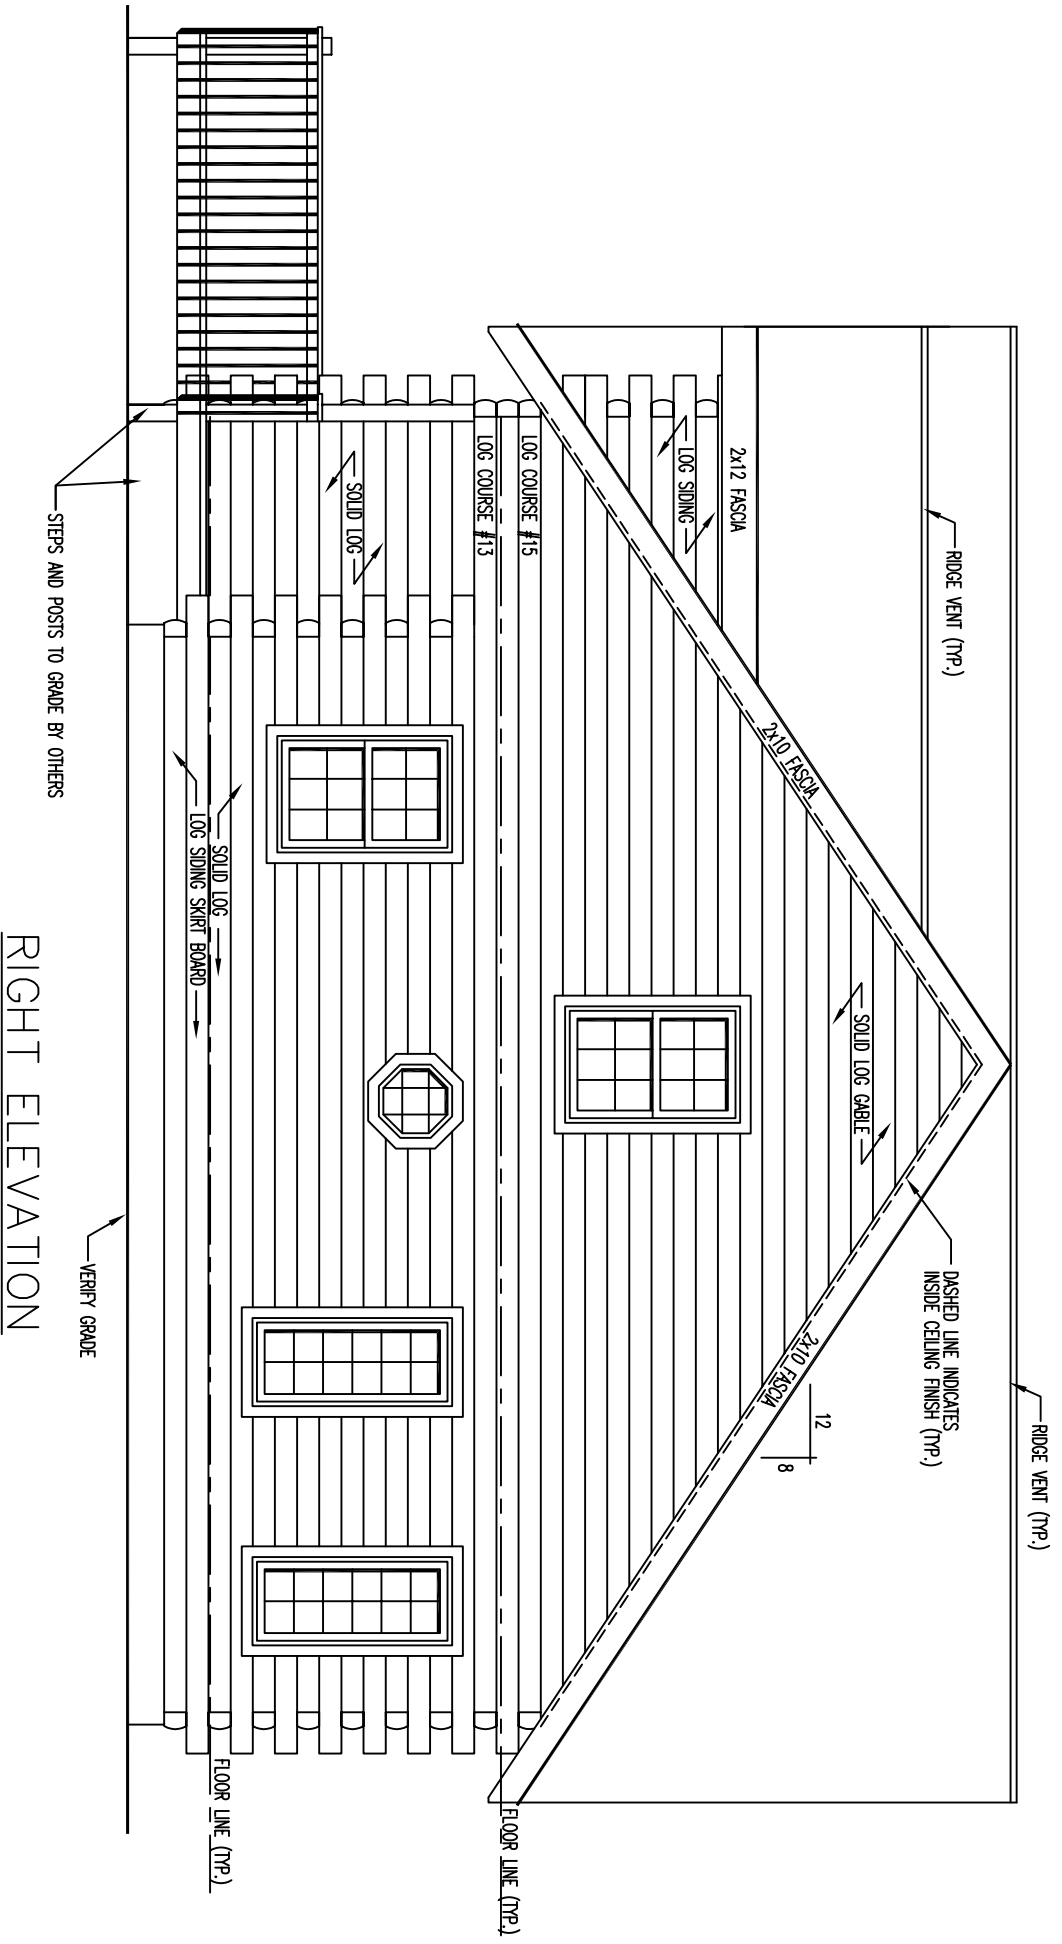 RIDGE VENT (TYP.)
RIDGE VENT (TYP.)
DASHED LINE INDICATES
INSIDE CEILING FINISH (TYP.)
12
8
2x10 FASCIA
2x10 FASCIA
2x12 FASCIA
SOLID LOG GABLE
LOG SIDING
LOG COURSE #15
LOG COURSE #13
FLOOR LINE (TYP.)
SOLID LOG
SOLID LOG
LOG SIDING SKIRT BOARD
FLOOR LINE (TYP.)
STEPS AND POSTS TO GRADE BY OTHERS
VERIFY GRADE
RIGHT ELEVATION